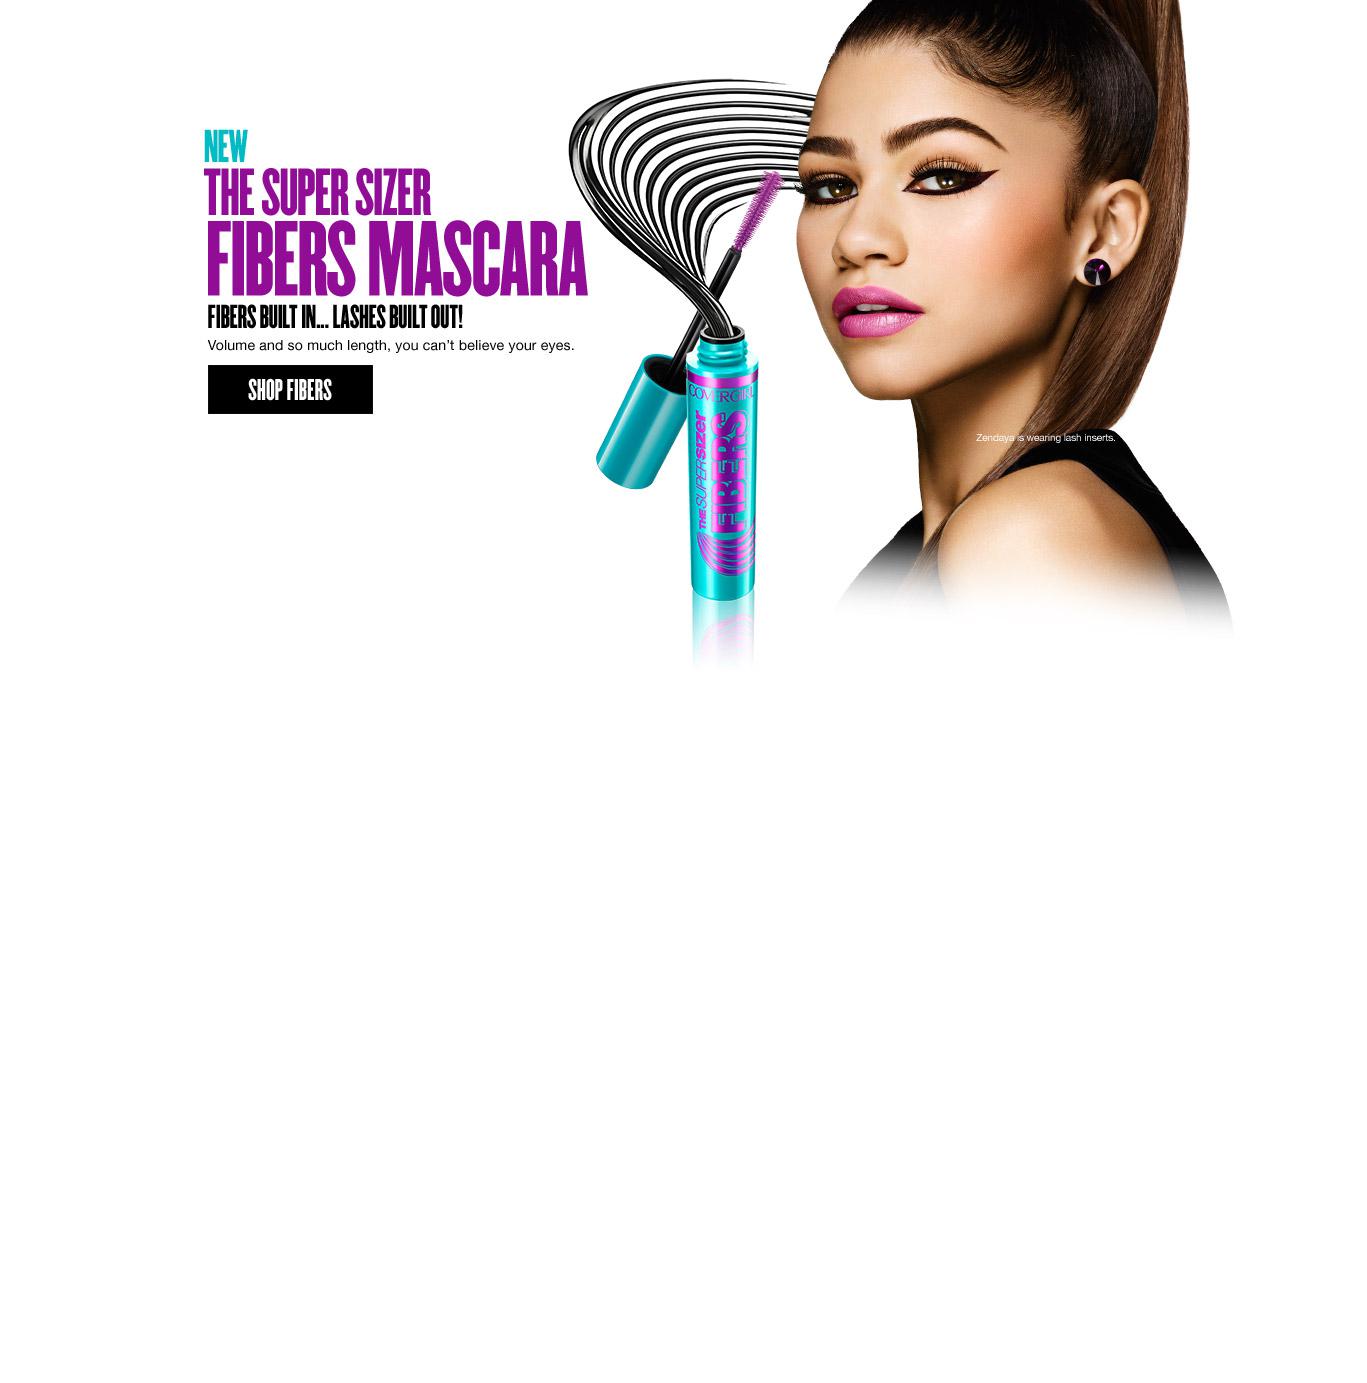 NEW
THE SUPER SIZER
FIBERS MASCARA
FIBERS BUILT IN... LASHES BUILT OUT!
Volume and so much length, you can't believe your eyes.
SHOP FIBERS
COVERGIRL
THE SUPER SIZER
FIBERS
Zendaya is wearing lash inserts.